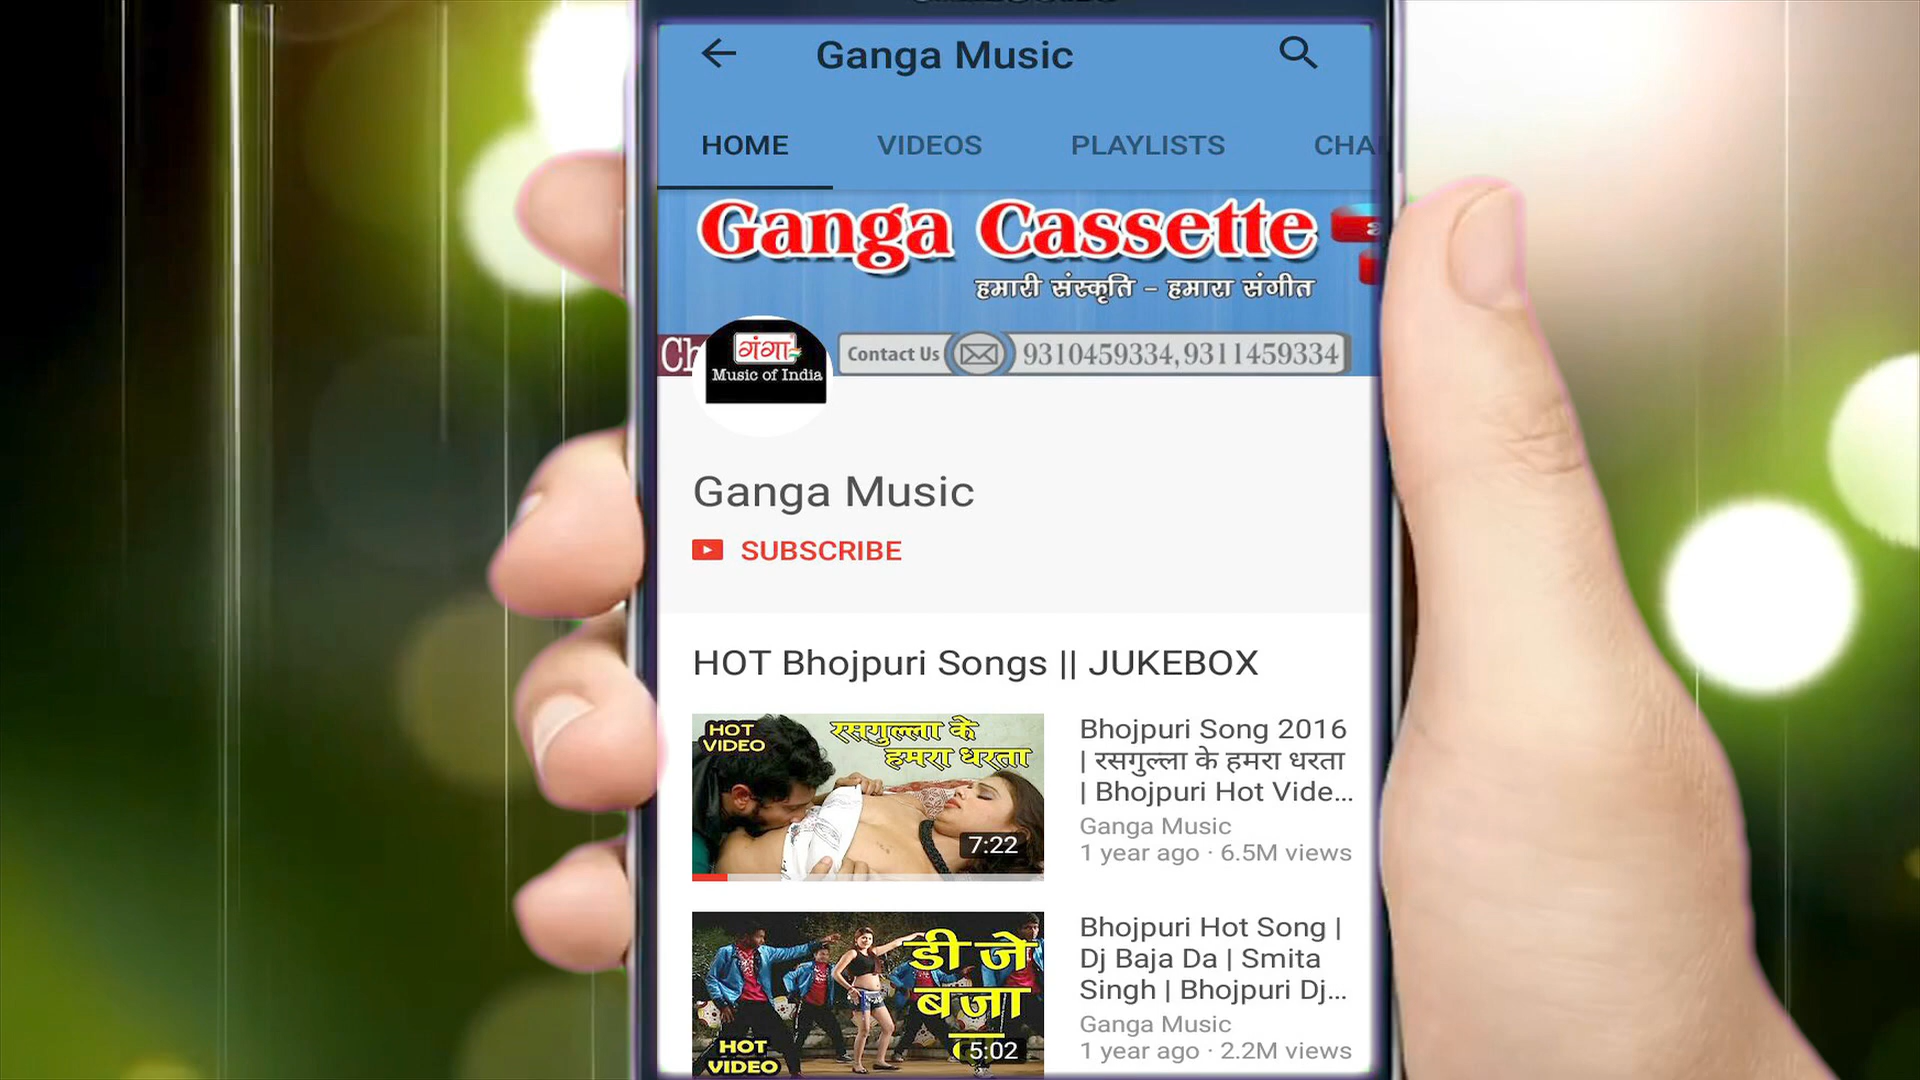 Ganga Music
HOME VIDEOS PLAYLISTS CHA
Ganga Cassette
हमारी संस्कृति - हमारा संगीत
Ch
गंगा
Music of India
Contact Us 9310459334, 9311459334
Ganga Music
SUBSCRIBE
HOT Bhojpuri Songs || JUKEBOX
HOT
VIDEO
रसगुल्ला के
हमरा धरता
7:22
Bhojpuri Song 2016
| रसगुल्ला के हमरा धरता
| Bhojpuri Hot Vide...
Ganga Music
1 year ago · 6.5M views
डी जे
बजा
HOT
VIDEO
5:02
Bhojpuri Hot Song |
Dj Baja Da | Smita
Singh | Bhojpuri Dj...
Ganga Music
1 year ago · 2.2M views